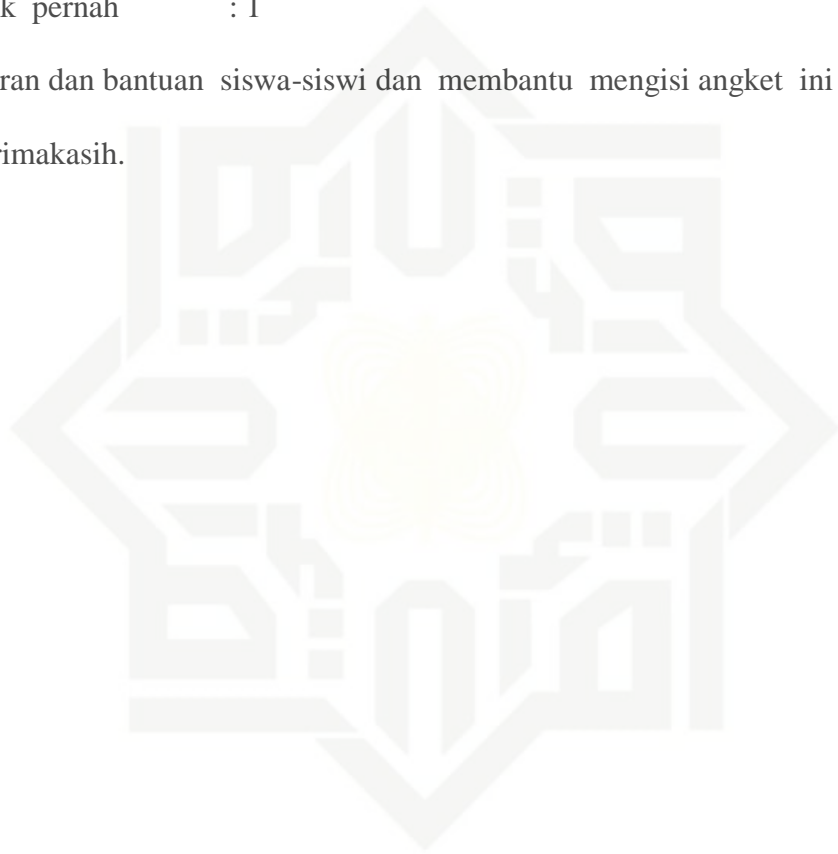 k pernah : 1
ran dan bantuan siswa-siswi dan membantu mengisi angket ini
rimakasih.